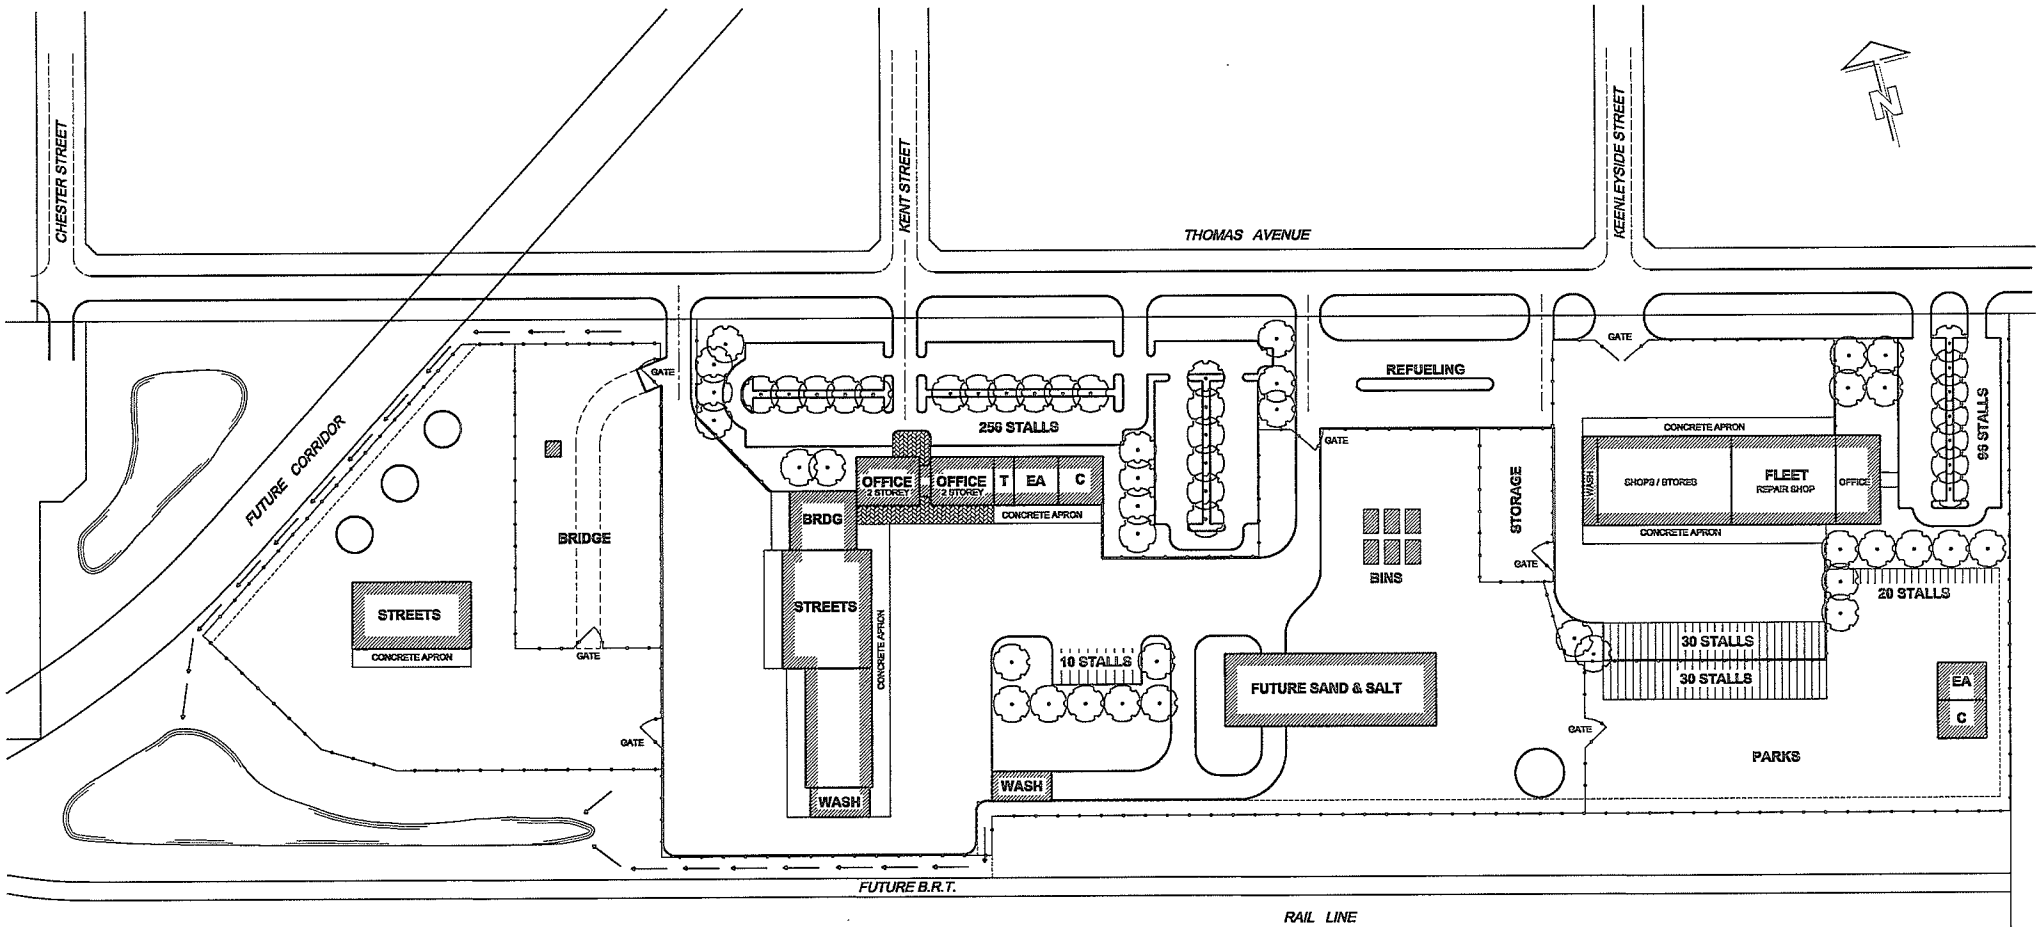 CHESTER STREET
KENT STREET
KEENLEYSIDE STREET
N
THOMAS AVENUE
FUTURE CORRIDOR
GATE
GATE
REFUELING
256 STALLS
GATE
96 STALLS
CONCRETE APRON
OFFICE
2 STOREY
OFFICE
2 STOREY
T
EA
C
STORAGE
WASH
SHOPS / STORES
FLEET
REPAIR SHOP
OFFICE
BRDG
CONCRETE APRON
CONCRETE APRON
BRIDGE
BINS
GATE
STREETS
STREETS
CONCRETE APRON
20 STALLS
CONCRETE APRON
GATE
30 STALLS
10 STALLS
30 STALLS
FUTURE SAND & SALT
EA
C
GATE
GATE
PARKS
WASH
WASH
FUTURE B.R.T.
RAIL LINE